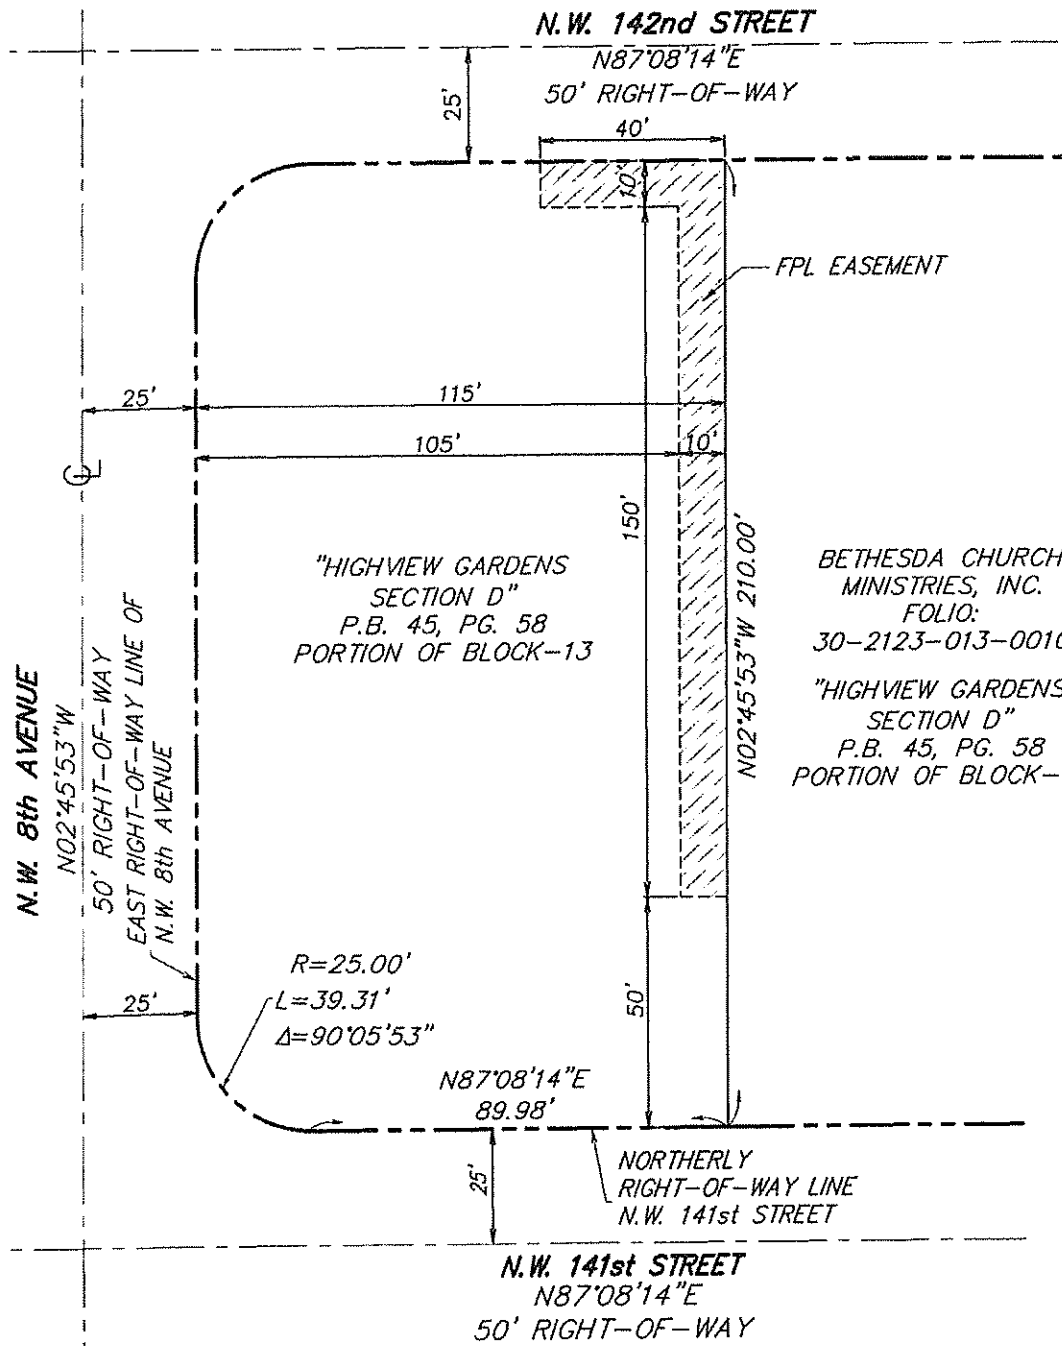 N.W. 142nd STREET
N87°08'14"E
50' RIGHT-OF-WAY
25'
40'
10'
FPL EASEMENT
25'
115'
105'
10'
℄
150'
N02°45'53"W 210.00'
"HIGHVIEW GARDENS
SECTION D"
P.B. 45, PG. 58
PORTION OF BLOCK-13
BETHESDA CHURCH
MINISTRIES, INC.
FOLIO:
30-2123-013-0010
"HIGHVIEW GARDENS
SECTION D"
P.B. 45, PG. 58
PORTION OF BLOCK-
N.W. 8th AVENUE
N02°45'53"W
50' RIGHT-OF-WAY
EAST RIGHT-OF-WAY LINE OF
N.W. 8th AVENUE
25'
R=25.00'
L=39.31'
Δ=90°05'53"
50'
N87°08'14"E
89.98'
25'
NORTHERLY
RIGHT-OF-WAY LINE
N.W. 141st STREET
N.W. 141st STREET
N87°08'14"E
50' RIGHT-OF-WAY